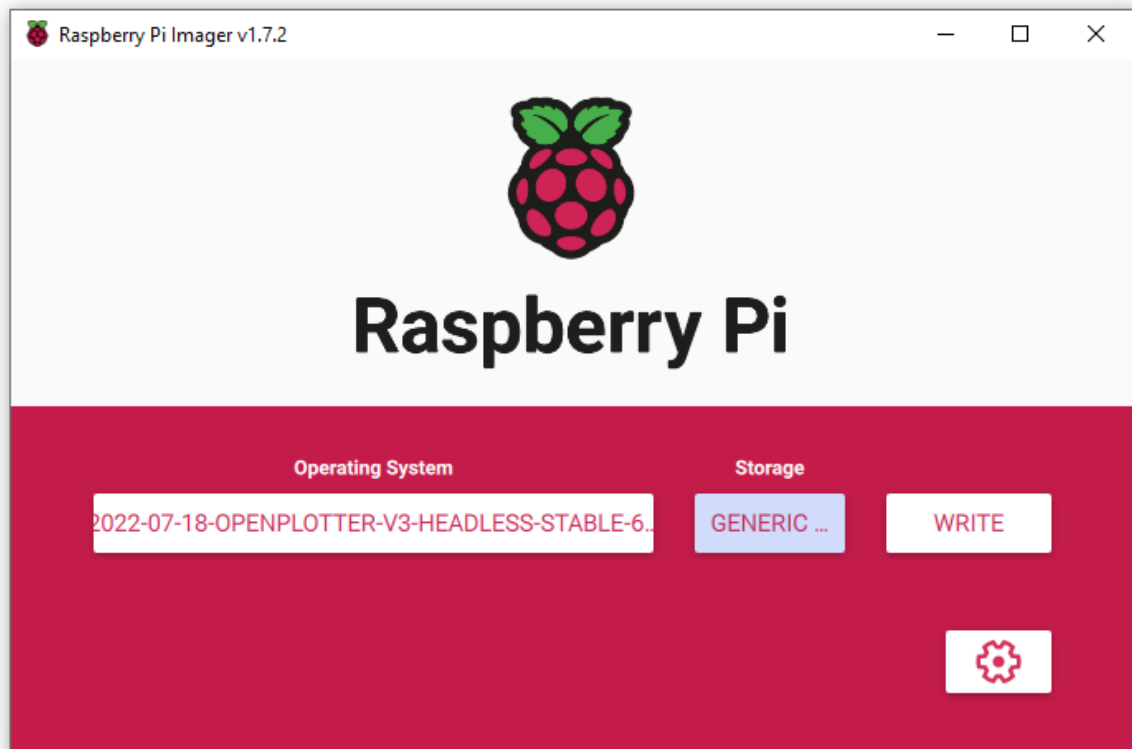 Raspberry Pi Imager v1.7.2
Raspberry Pi
Operating System
Storage
2022-07-18-OPENPLOTTER-V3-HEADLESS-STABLE-6..
GENERIC ...
WRITE